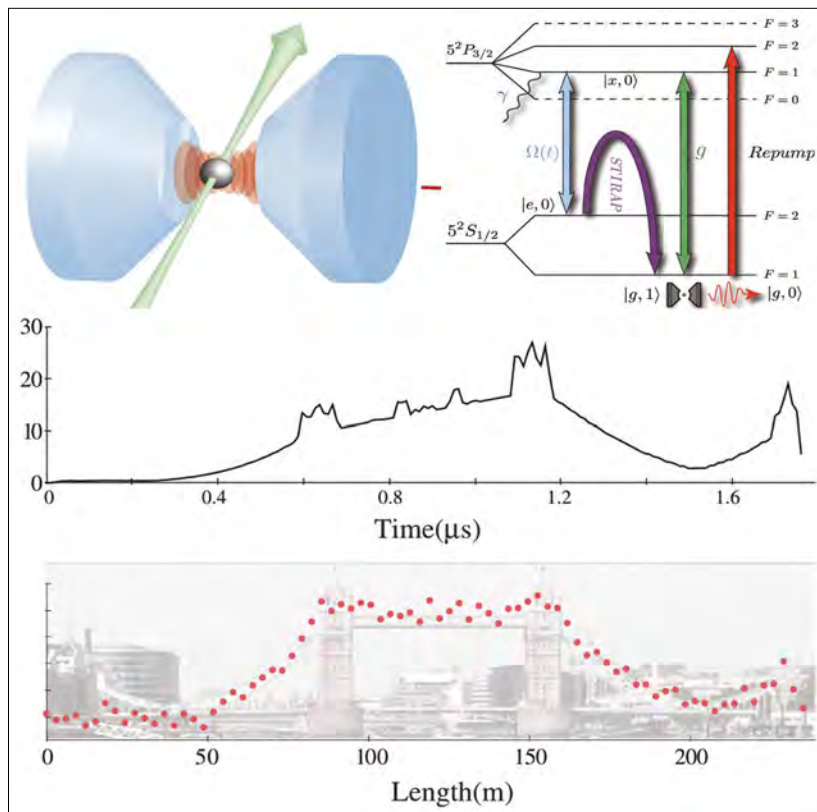 F = 3
5²P₃/₂
F = 2
|x, 0⟩
F = 1
γ
F = 0
Ω(t)
STIRAP
g
Repump
|e, 0⟩
F = 2
5²S₁/₂
F = 1
|g, 1⟩
|g, 0⟩
30
20
10
0
0.4
0.8
1.2
1.6
Time(μs)
0
50
100
150
200
Length(m)